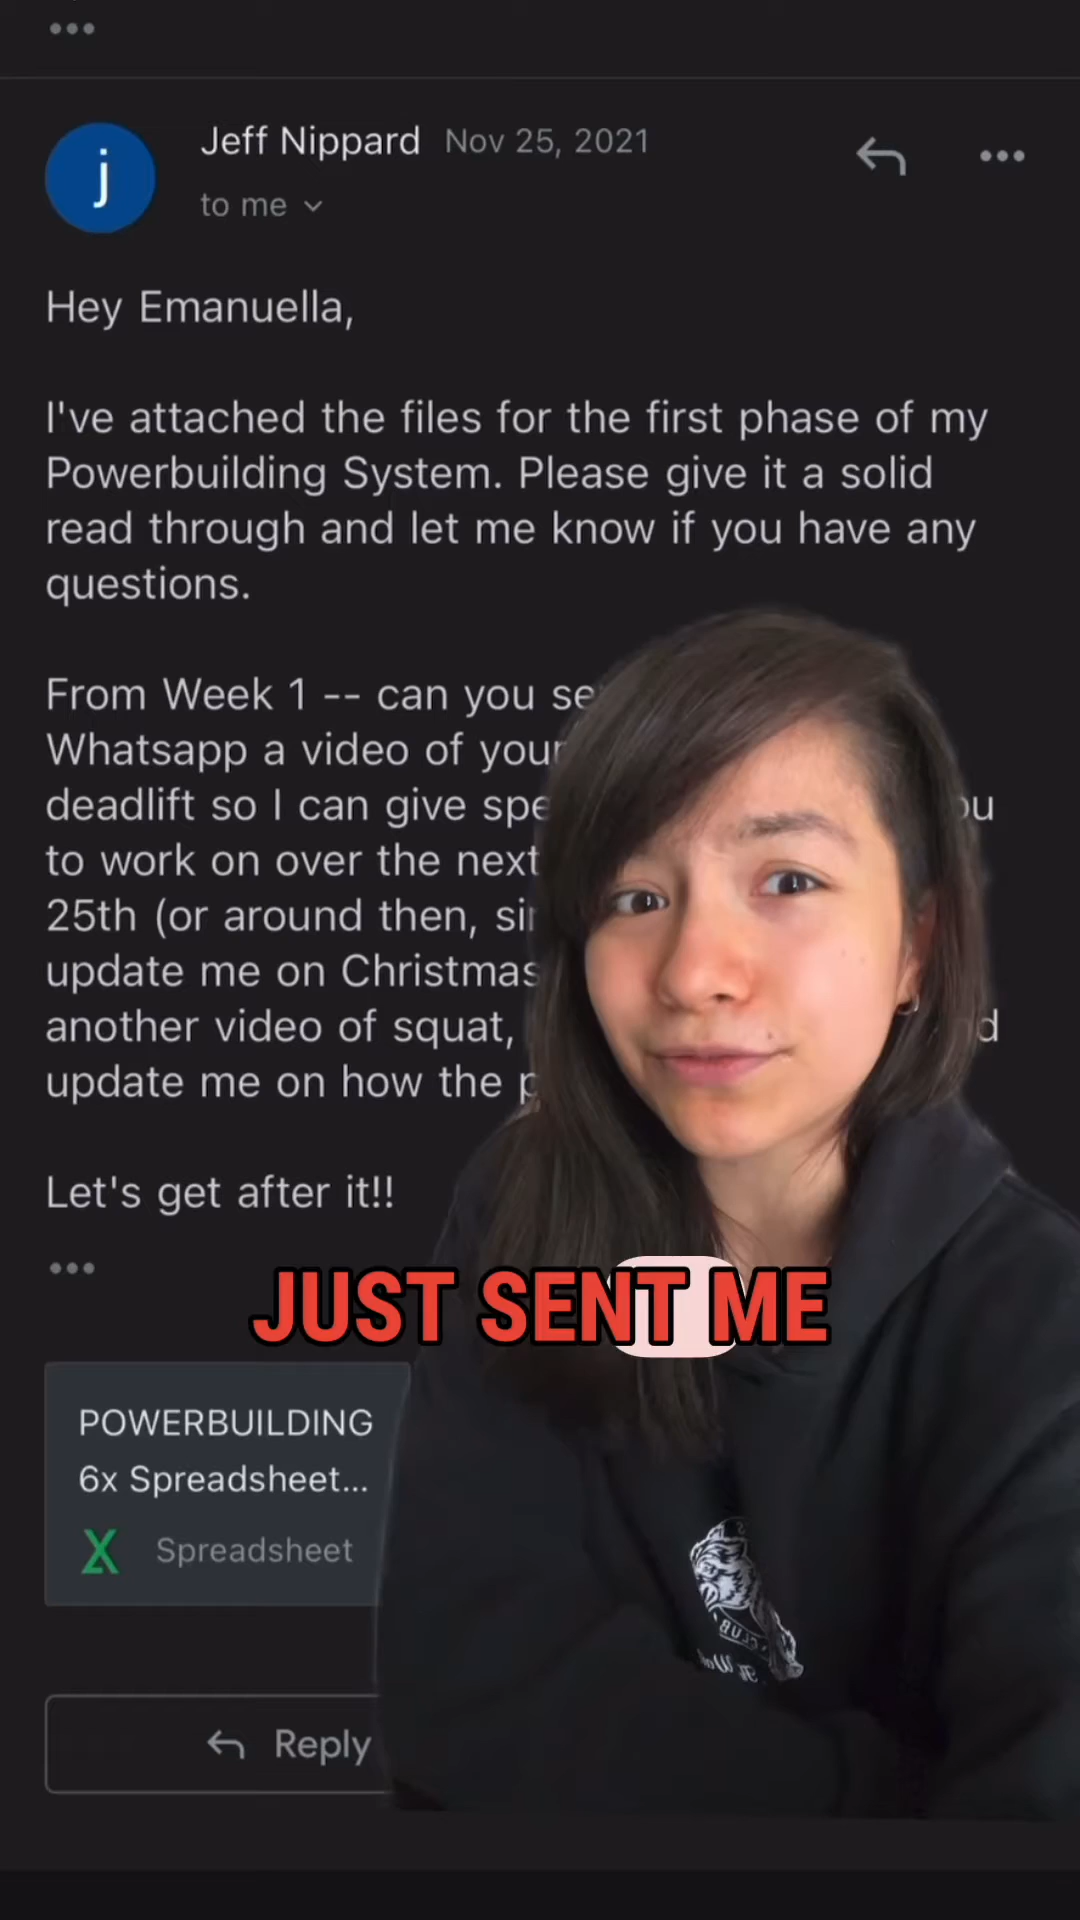 Jeff Nippard Nov 25, 2021
to me
Hey Emanuella,
I've attached the files for the first phase of my
Powerbuilding System. Please give it a solid
read through and let me know if you have any
questions.
From Week 1 -- can you
Whatsapp a video of your
deadlift so I can give
to work on over the next
25th (or around then,
update me on Christmas
another video of squat,
update me on how the
Let's get after it!!
JUST SENT ME
POWERBUILDING
6x Spreadsheet...
Spreadsheet
Reply
CLUB